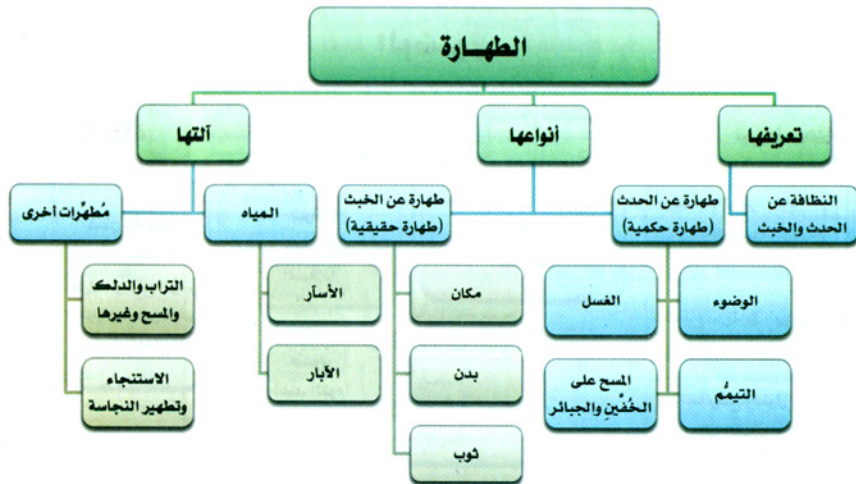 الطهــارة
تعريفها
أنواعها
آلتها
النظافة عن
الحدث والخبث
طهارة عن الحدث
(طهارة حكمية)
طهارة عن الخبث
(طهارة حقيقية)
المياه
مُطهِّرات أخرى
الوضوء
الغسل
التيمُّم
المسح على
الخُفَّينِ والجبائر
مكان
بدن
ثوب
الأسآر
الآبار
التراب والدلك
والمسح وغيرها
الاستنجاء
وتطهير النجاسة